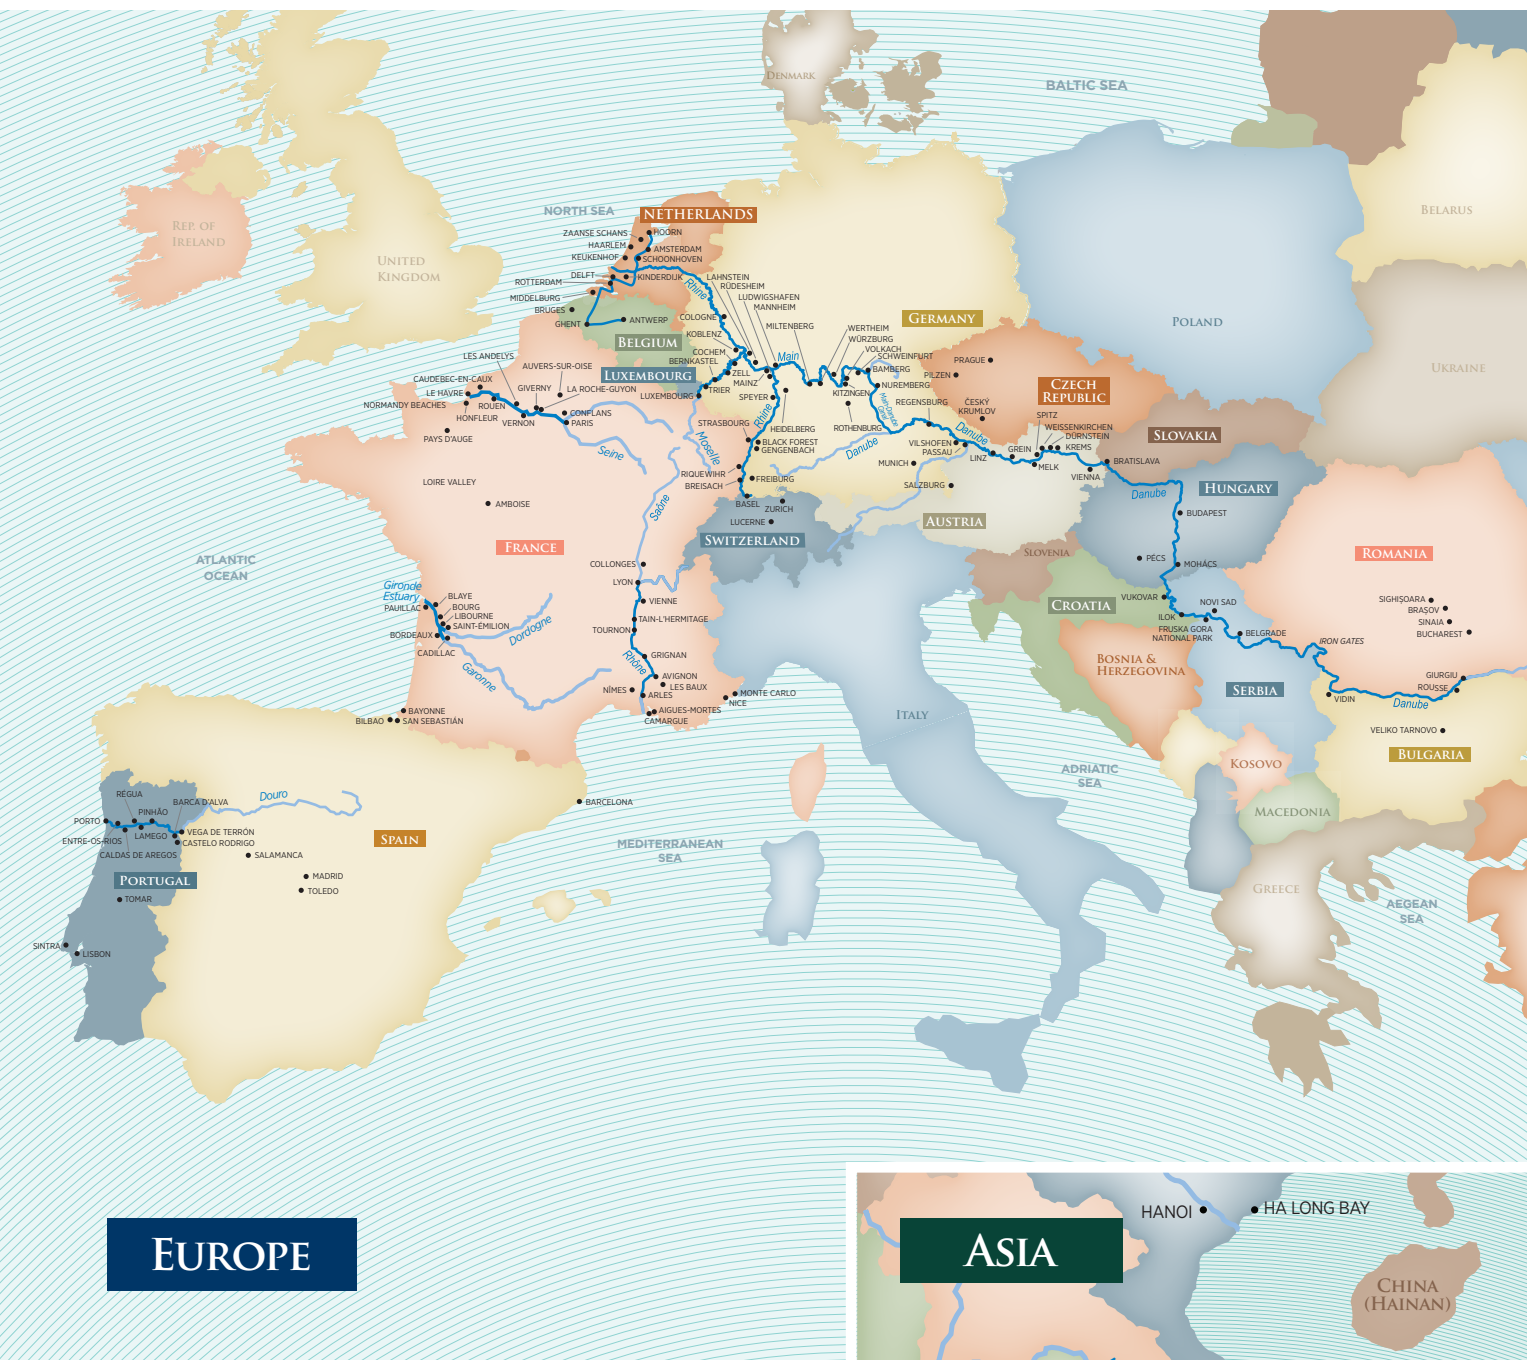 DENMARK
BALTIC SEA
REP. OF
IRELAND
UNITED
KINGDOM
NORTH SEA
NETHERLANDS
BELARUS
ZAANSE SCHANS
HOORN
HAARLEM
AMSTERDAM
KEUKENHOF
SCHOONHOVEN
DELFT
KINDERDIJK
ROTTERDAM
MIDDELBURG
BRUGES
GHENT
ANTWERP
BELGIUM
LUXEMBOURG
LUXEMBOURG
Rhine
LAHNSTEIN
RÜDESHEIM
LUDWIGSHAFEN
MANNHEIM
MILTENBERG
COLOGNE
KOBLENZ
COCHEM
BERNKASTEL
ZELL
MAINZ
TRIER
SPEYER
Main
WERTHEIM
WÜRZBURG
VOLKACH
SCHWEINFURT
BAMBERG
NUREMBERG
KITZINGEN
ROTHENBURG
HEIDELBERG
Main-Danube
Canal
GERMANY
POLAND
UKRAINE
PRAGUE
PILZEN
CZECH
REPUBLIC
ČESKÝ
KRUMLOV
REGENSBURG
VILSHOFEN
PASSAU
Danube
Danube
MUNICH
SALZBURG
LINZ
GREIN
SPITZ
WEISSENKIRCHEN
DÜRNSTEIN
KREMS
MELK
VIENNA
BRATISLAVA
SLOVAKIA
HUNGARY
Danube
BUDAPEST
AUSTRIA
PÉCS
MOHÁCS
SLOVENIA
CROATIA
VUKOVAR
ILOK
NOVI SAD
FRUSKA GORA
NATIONAL PARK
BELGRADE
IRON GATES
BOSNIA &
HERZEGOVINA
SERBIA
ROMANIA
SIGHIȘOARA
BRAȘOV
SINAIA
BUCHAREST
GIURGIU
ROUSSE
VIDIN
Danube
VELIKO TARNOVO
BULGARIA
KOSOVO
MACEDONIA
GREECE
AEGEAN
SEA
ADRIATIC
SEA
ITALY
LES ANDELYS
AUVERS-SUR-OISE
CAUDEBEC-EN-CAUX
GIVERNY
LA ROCHE-GUYON
LE HAVRE
NORMANDY BEACHES
HONFLEUR
ROUEN
VERNON
CONFLANS
PARIS
PAYS D'AUGE
Seine
Moselle
STRASBOURG
Rhine
BLACK FOREST
GENGENBACH
RIQUEWIHR
BREISACH
FREIBURG
BASEL
ZURICH
LUCERNE
SWITZERLAND
LOIRE VALLEY
AMBOISE
Saône
FRANCE
ATLANTIC
OCEAN
COLLONGES
LYON
VIENNE
TAIN-L'HERMITAGE
TOURNON
GRIGNAN
Rhône
AVIGNON
LES BAUX
NÎMES
ARLES
AIGUES-MORTES
CAMARGUE
MONTE CARLO
NICE
Gironde
Estuary
BLAYE
PAUILLAC
BOURG
LIBOURNE
SAINT-ÉMILION
BORDEAUX
CADILLAC
Dordogne
Garonne
BAYONNE
BILBAO
SAN SEBASTIÁN
BARCELONA
MEDITERRANEAN
SEA
RÉGUA
PINHÃO
BARCA D'ALVA
Douro
PORTO
ENTRE-OS-RIOS
LAMEGO
CALDAS DE AREGOS
VEGA DE TERRÓN
CASTELO RODRIGO
SALAMANCA
SPAIN
MADRID
TOLEDO
PORTUGAL
TOMAR
SINTRA
LISBON
EUROPE
ASIA
HANOI
HA LONG BAY
CHINA
(HAINAN)